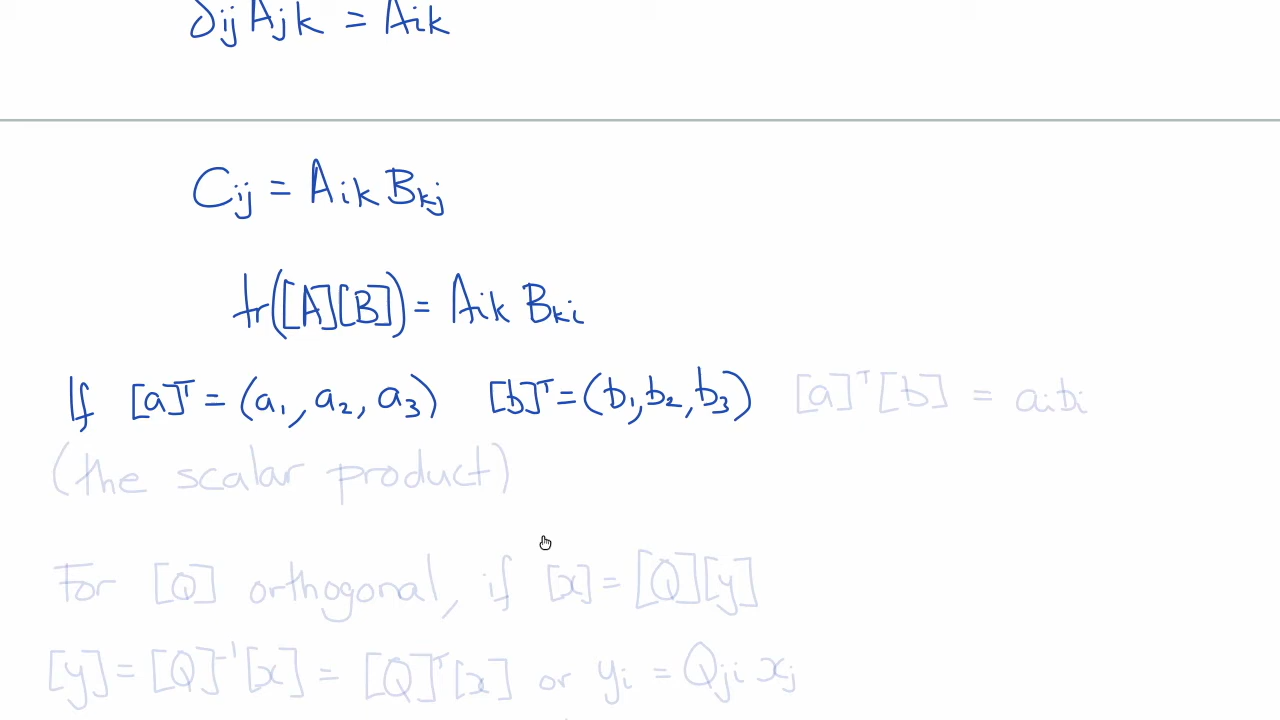 ∂ij Ajk = Aik
Cij = Aik Bkj
tr([A][B]) = Aik Bki
If [a]ᵀ = (a₁, a₂, a₃) [b]ᵀ = (b₁, b₂, b₃) [a]ᵀ[b] = aibi
(the scalar product)
For [Q] orthogonal, if [x] = [Q][y]
[y] = [Q]⁻¹[x] = [Q]ᵀ[x] or yi = Qji xj